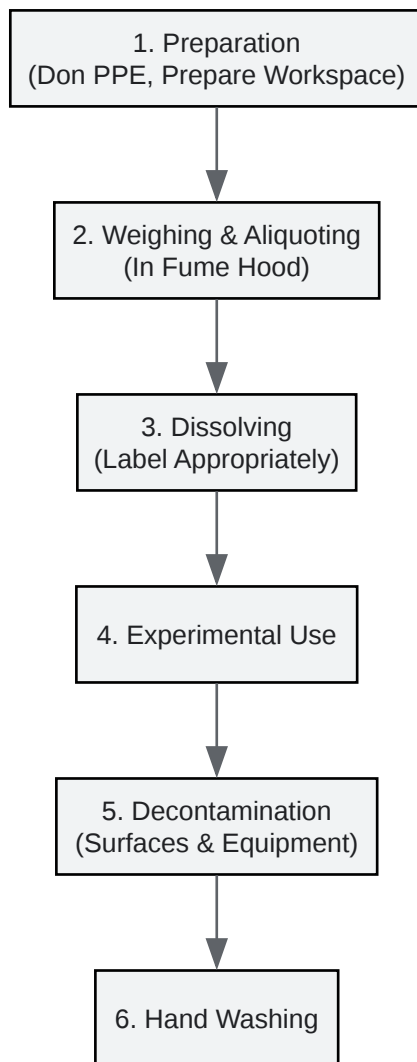 1. Preparation
(Don PPE, Prepare Workspace)
2. Weighing & Aliquoting
(In Fume Hood)
3. Dissolving
(Label Appropriately)
4. Experimental Use
5. Decontamination
(Surfaces & Equipment)
6. Hand Washing